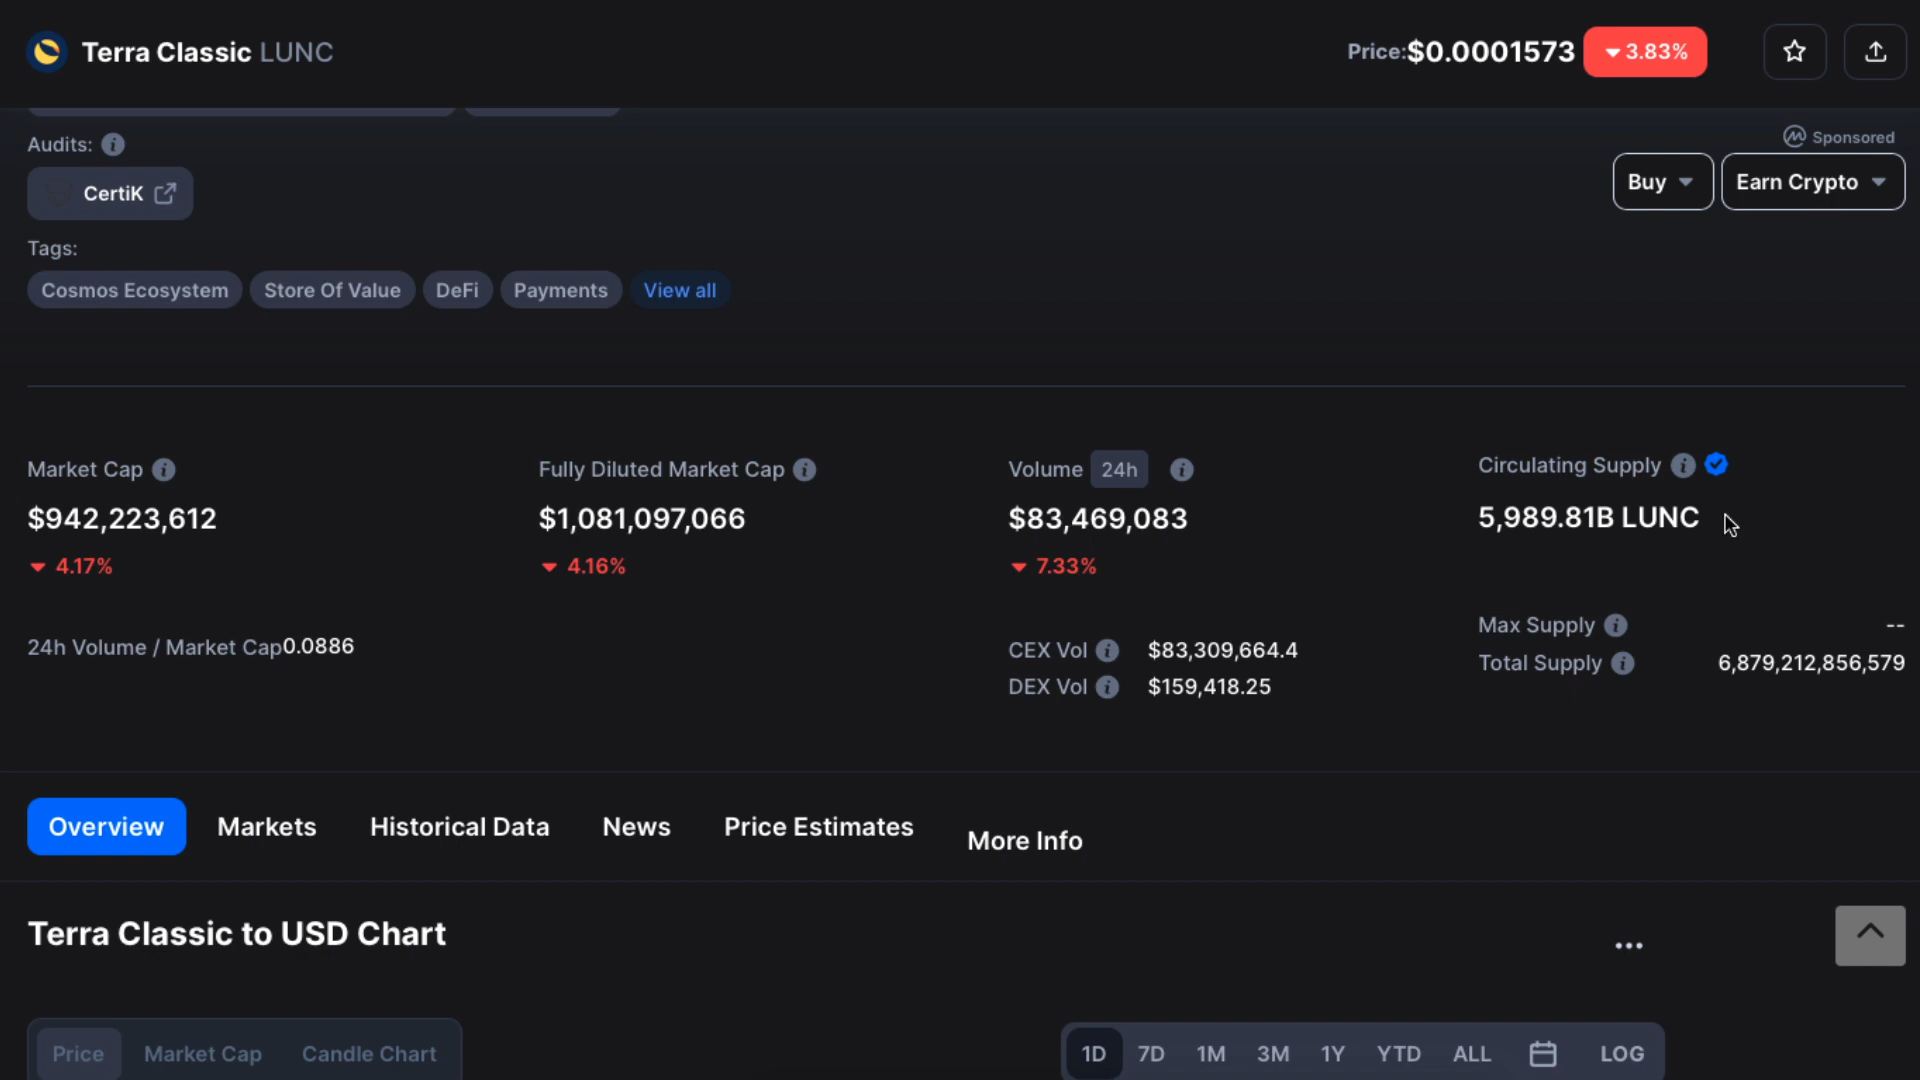 Terra Classic LUNC
Price:$0.0001573 3.83%
Audits:
Sponsored
CertiK
Buy
Earn Crypto
Tags:
Cosmos Ecosystem
Store Of Value
DeFi
Payments
View all
Market Cap
$942,223,612
4.17%
24h Volume / Market Cap0.0886
Fully Diluted Market Cap
$1,081,097,066
4.16%
Volume 24h
$83,469,083
7.33%
CEX Vol $83,309,664.4
DEX Vol $159,418.25
Circulating Supply
5,989.81B LUNC
Max Supply --
Total Supply 6,879,212,856,579
Overview
Markets
Historical Data
News
Price Estimates
More Info
Terra Classic to USD Chart
Price
Market Cap
Candle Chart
1D
7D
1M
3M
1Y
YTD
ALL
LOG